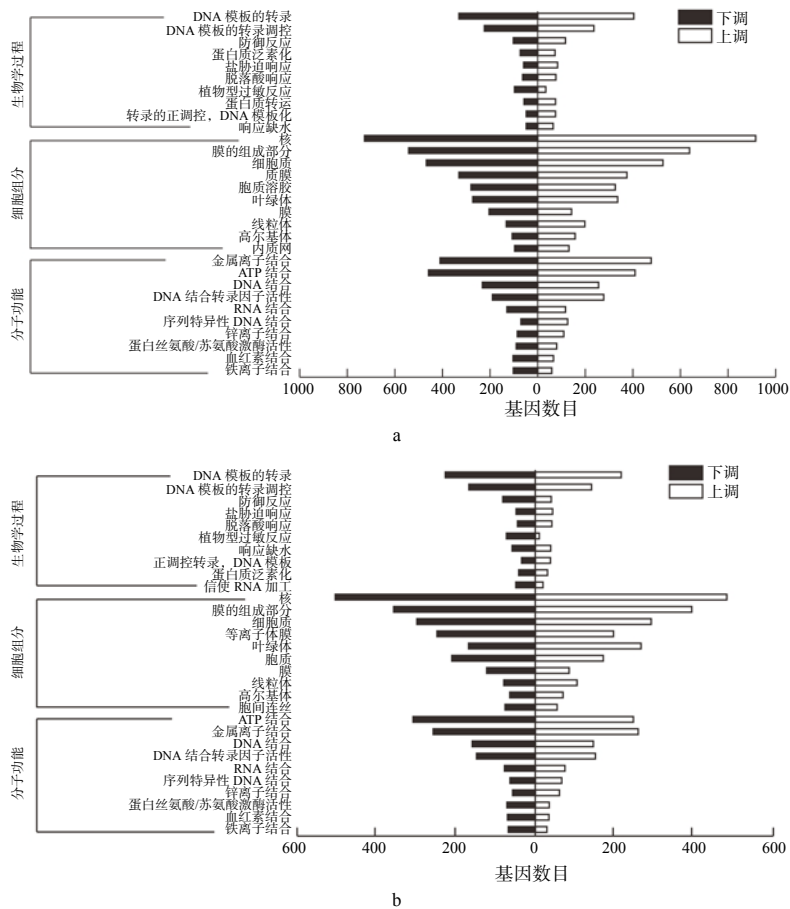 DNA 模板的转录
DNA 模板的转录调控
防御反应
蛋白质泛素化
盐胁迫响应
脱落酸响应
植物型过敏反应
蛋白质转运
转录的正调控，DNA 模板化
响应缺水
生物学过程
核
膜的组成部分
细胞质
质膜
胞质溶胶
叶绿体
膜
线粒体
高尔基体
内质网
细胞组分
金属离子结合
ATP 结合
DNA 结合
DNA 结合转录因子活性
RNA 结合
序列特异性 DNA 结合
锌离子结合
蛋白丝氨酸/苏氨酸激酶活性
血红素结合
铁离子结合
分子功能
下调
上调
1000 800 600 400 200 0 200 400 600 800 1000
基因数目
a
DNA 模板的转录
DNA 模板的转录调控
防御反应
盐胁迫响应
脱落酸响应
植物型过敏反应
响应缺水
正调控转录，DNA 模板
蛋白质泛素化
信使 RNA 加工
生物学过程
核
膜的组成部分
细胞质
等离子体膜
叶绿体
胞质
膜
线粒体
高尔基体
胞间连丝
细胞组分
ATP 结合
金属离子结合
DNA 结合
DNA 结合转录因子活性
RNA 结合
序列特异性 DNA 结合
锌离子结合
蛋白丝氨酸/苏氨酸激酶活性
血红素结合
铁离子结合
分子功能
下调
上调
600 400 200 0 200 400 600
基因数目
b